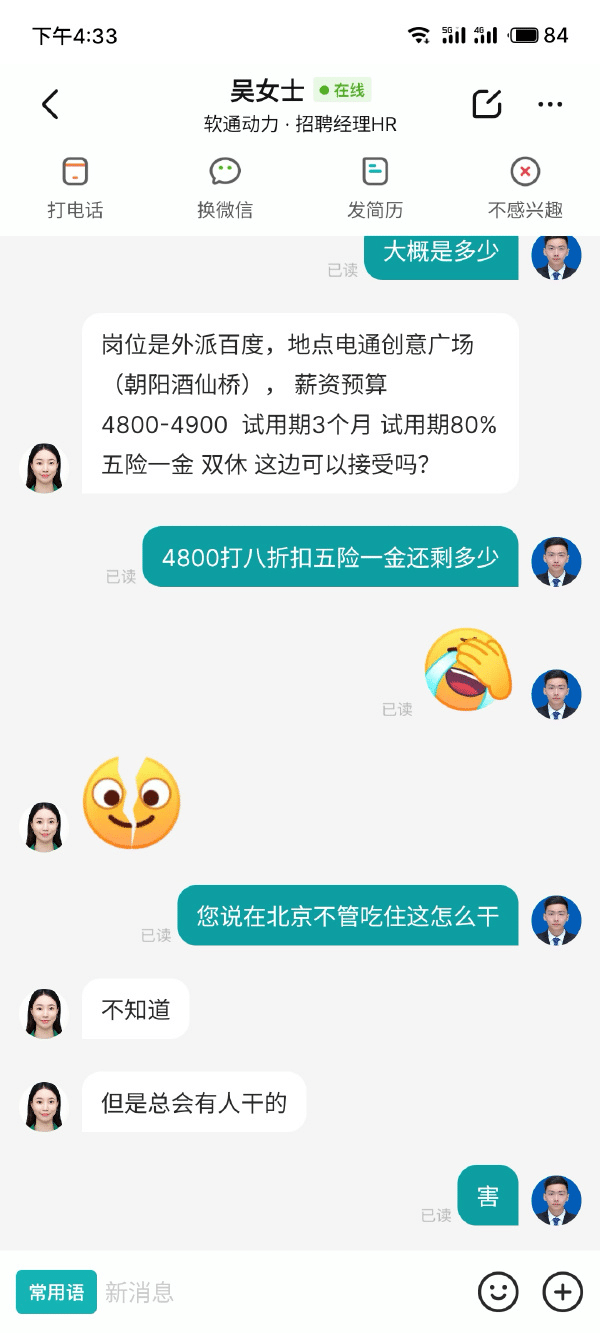 下午4:33
5G 4G 84
吴女士 在线
软通动力 · 招聘经理HR
打电话 换微信 发简历 不感兴趣
大概是多少
已读
岗位是外派百度，地点电通创意广场
（朝阳酒仙桥）， 薪资预算
4800-4900 试用期3个月 试用期80%
五险一金 双休 这边可以接受吗？
4800打八折扣五险一金还剩多少
已读
已读
您说在北京不管吃住这怎么干
已读
不知道
但是总会有人干的
害
已读
常用语 新消息